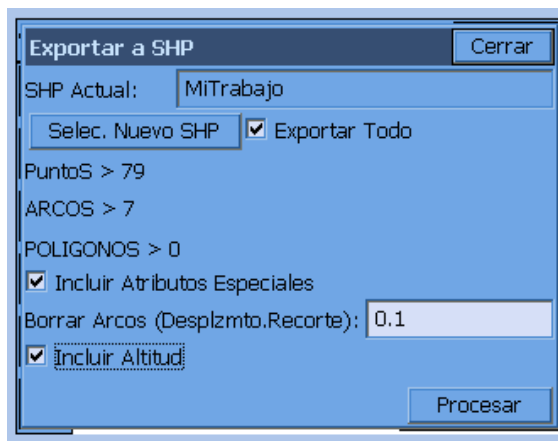 Exportar a SHP Cerrar
SHP Actual: MiTrabajo
Selec. Nuevo SHP Exportar Todo
PuntoS > 79
ARCOS > 7
POLIGONOS > 0
Incluir Atributos Especiales
Borrar Arcos (Desplzmto.Recorte): 0.1
Incluir Altitud
Procesar